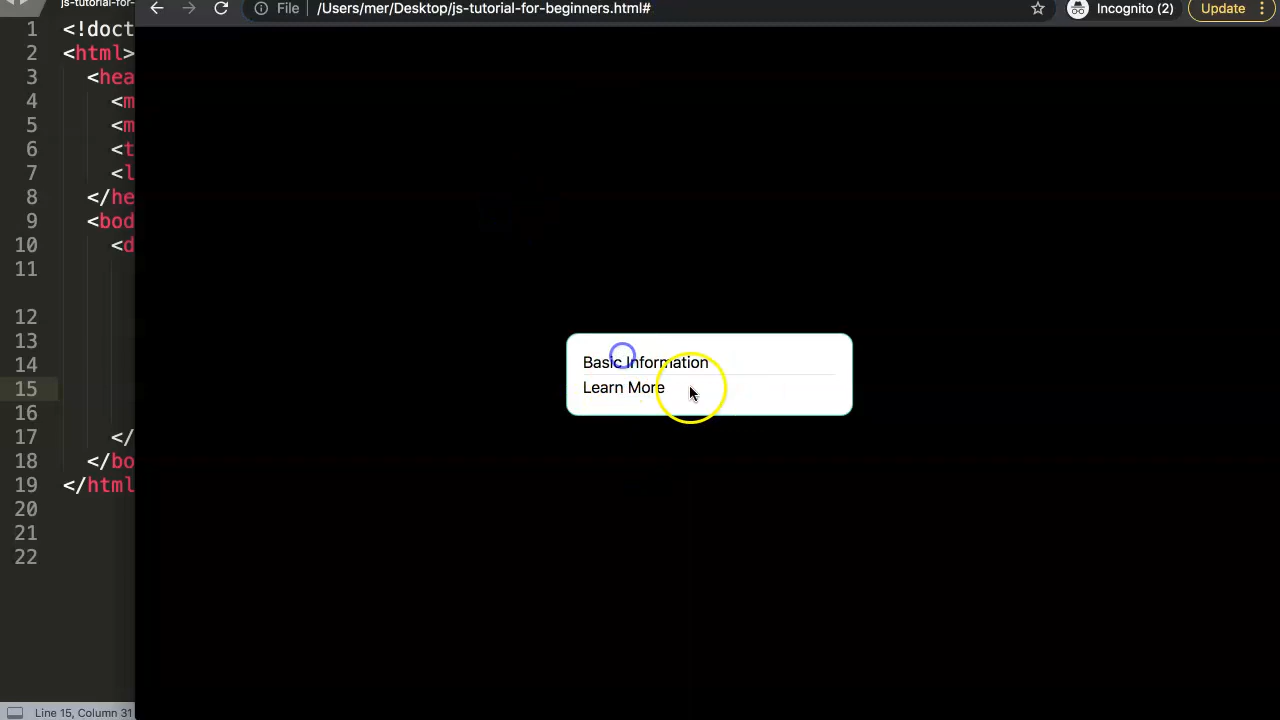 js-tutorial-for-
File
/Users/mer/Desktop/js-tutorial-for-beginners.html#
Incognito (2)
Update
1 <!doct
2 <html>
3 <hea
4 <m
5 <m
6 <t
7 <l
8 </he
9 <bod
10 <d
11
12
13
14
15
16
17 </
18 </bo
19 </html
20
21
22
Basic Information
Learn More
Line 15, Column 31